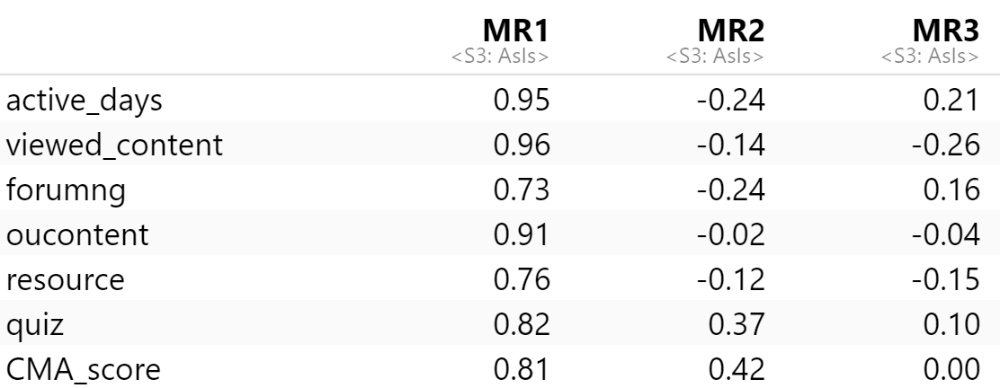 MR1 MR2 MR3
<S3: AsIs> <S3: AsIs> <S3: AsIs>
active_days 0.95 -0.24 0.21
viewed_content 0.96 -0.14 -0.26
forumng 0.73 -0.24 0.16
oucontent 0.91 -0.02 -0.04
resource 0.76 -0.12 -0.15
quiz 0.82 0.37 0.10
CMA_score 0.81 0.42 0.00